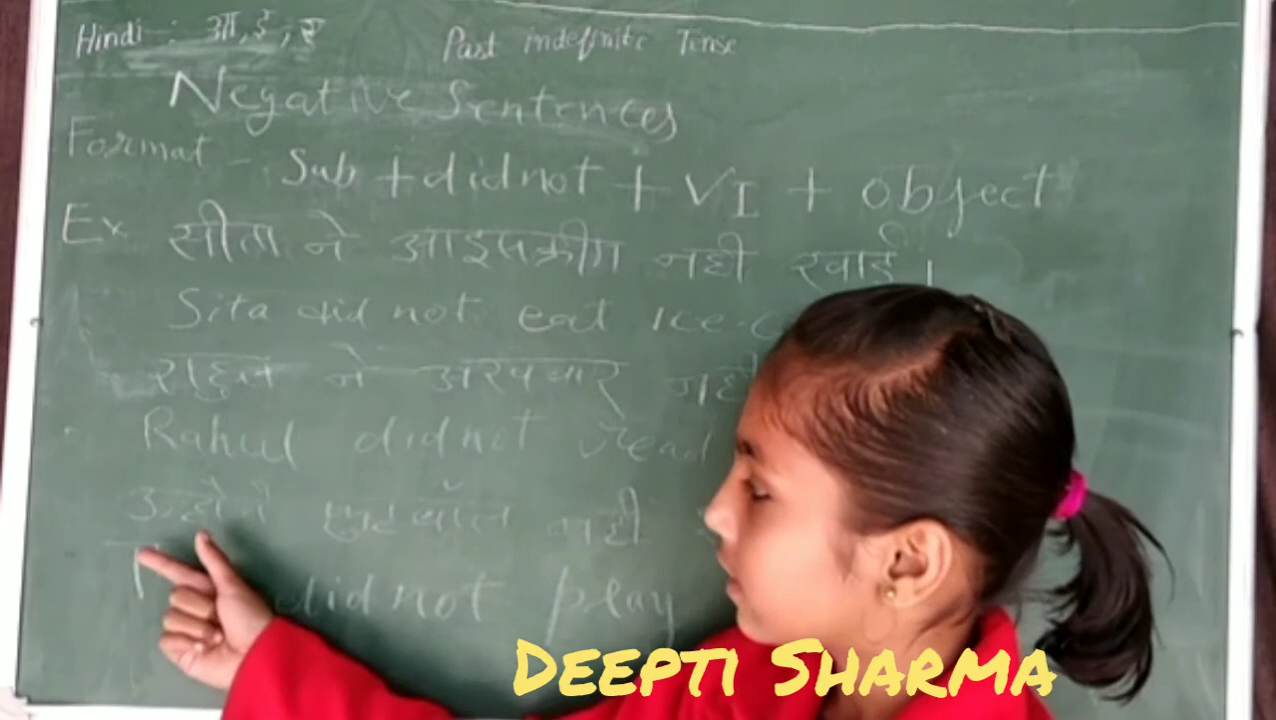 Hindi : आ, ई, ए Past indefinite Tense
Negative Sentences
Format - Sub + did not + VI + object
Ex सीता ने आइसक्रीम नही खाई ।
Sita did not eat ice-c
राहुल ने अखबार नही
Rahul did not read
उन्होने फुटबॉल नही
did not play
DEEPTI SHARMA